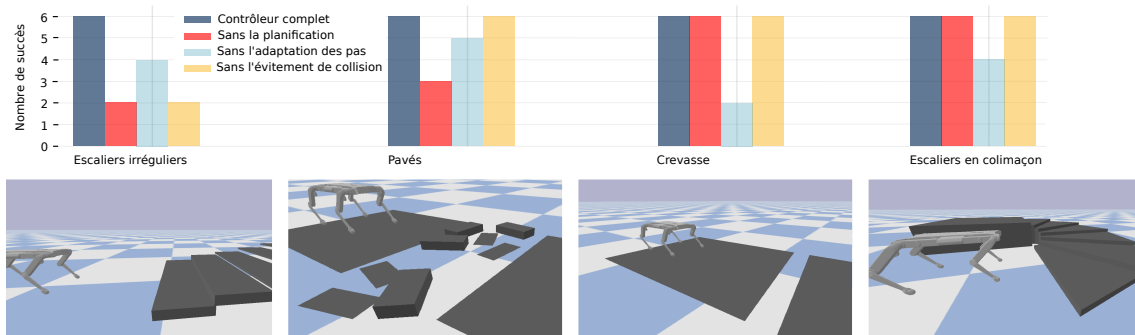 Nombre de succès
6
5
4
3
2
1
0
Contrôleur complet
Sans la planification
Sans l'adaptation des pas
Sans l'évitement de collision
Escaliers irréguliers
Pavés
Crevasse
Escaliers en colimaçon